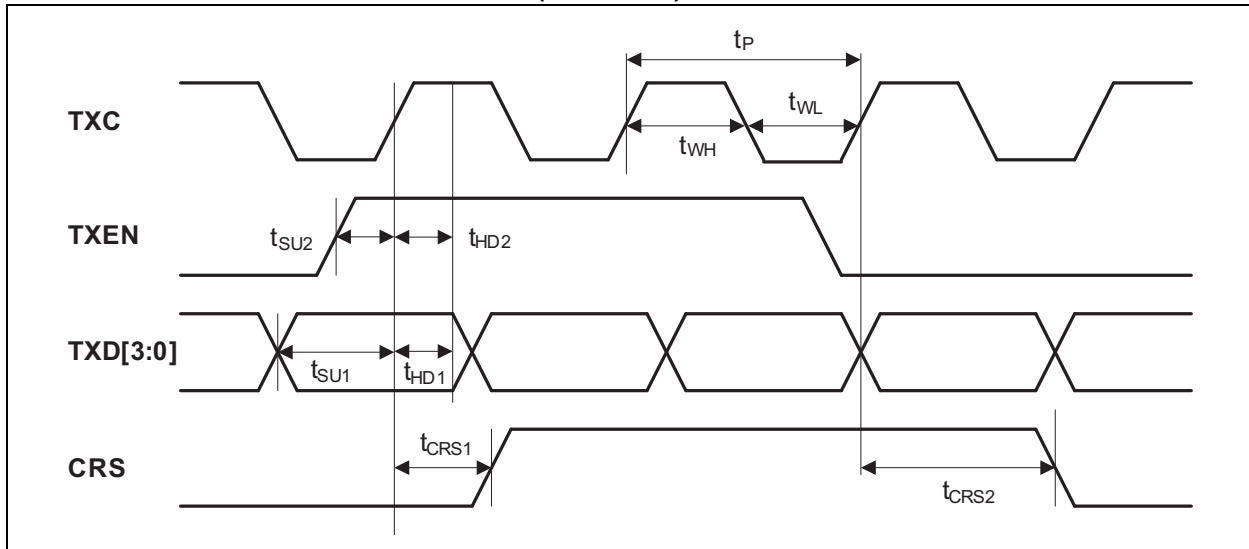 tP
TXC
tWL
tWH
TXEN
tSU2
tHD2
TXD[3:0]
tSU1
tHD1
tCRS1
CRS
tCRS2